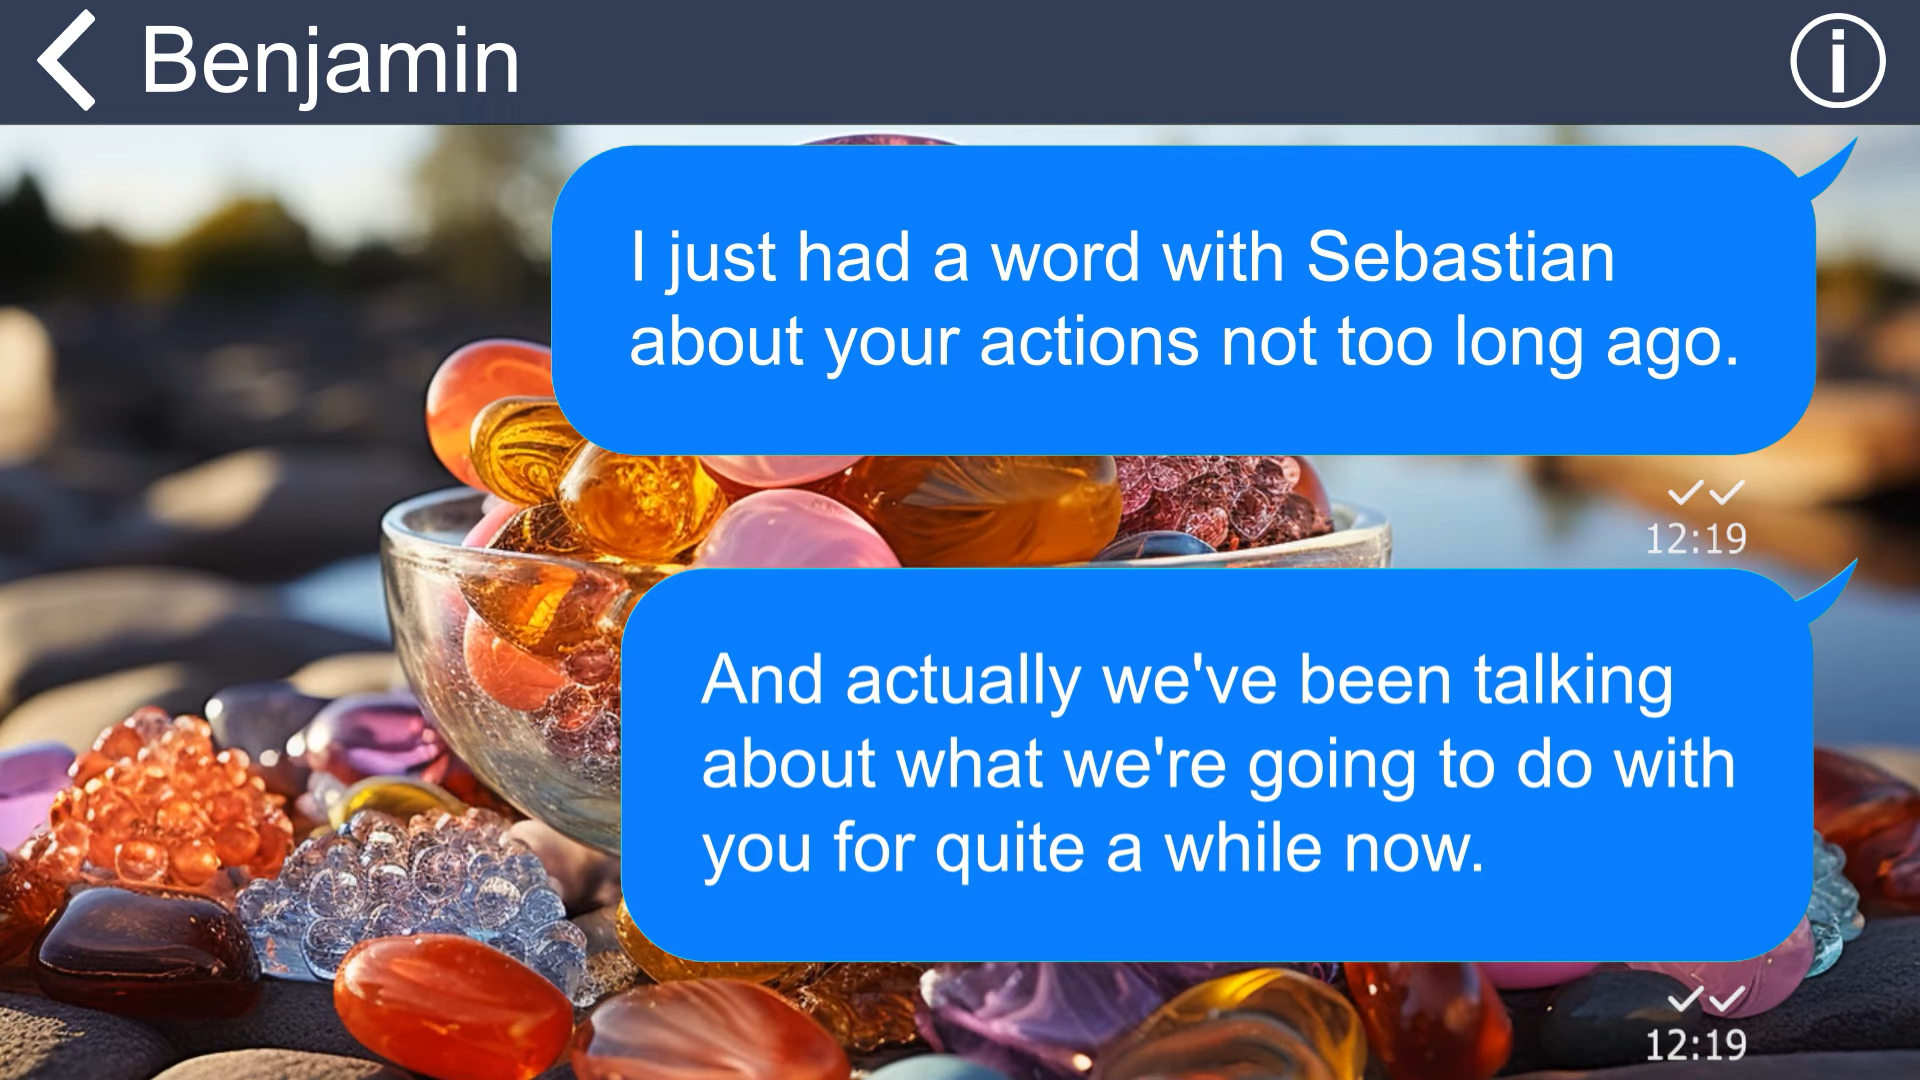 Benjamin
I just had a word with Sebastian
about your actions not too long ago.
12:19
And actually we've been talking
about what we're going to do with
you for quite a while now.
12:19